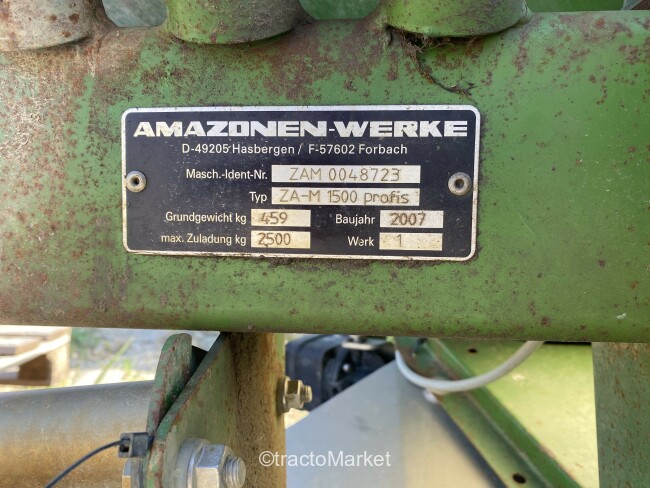 AMAZONEN-WERKE
D-49205 Hasbergen / F-57602 Forbach
Masch.-Ident-Nr. ZAM 0048723
Typ ZA-M 1500 profis
Grundgewicht kg 459 Baujahr 2007
max. Zuladung kg 2500 Werk 1
©tractoMarket